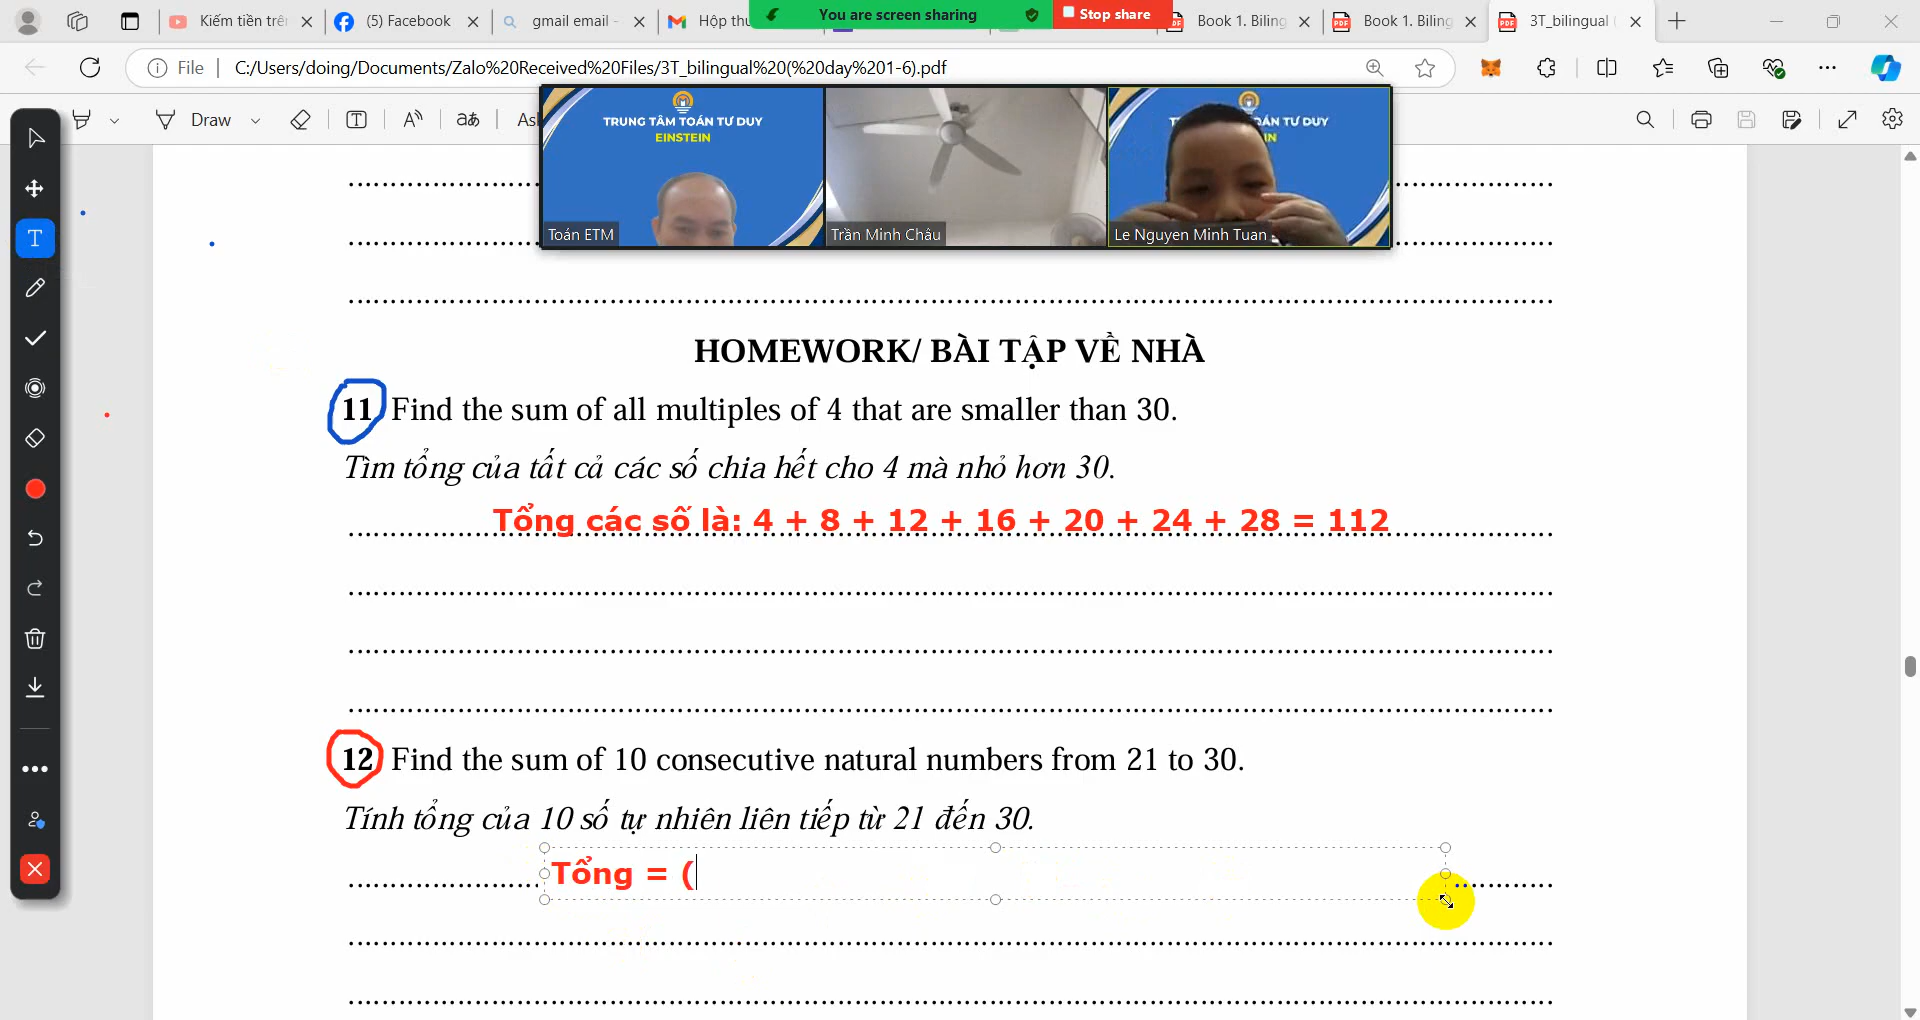 Kiếm tiền trê
(5) Facebook
gmail email -
Hộp thư
You are screen sharing
Stop share
Book 1. Biling
Book 1. Biling
3T_bilingual (
File
C:/Users/doing/Documents/Zalo%20Received%20Files/3T_bilingual%20(%20day%201-6).pdf
Draw
Ask
TRUNG TÂM TOÁN TƯ DUY
EINSTEIN
Toán ETM
Trần Minh Châu
Le Nguyen Minh Tuan
HOMEWORK/ BÀI TẬP VỀ NHÀ
11 Find the sum of all multiples of 4 that are smaller than 30.
Tìm tổng của tất cả các số chia hết cho 4 mà nhỏ hơn 30.
Tổng các số là: 4 + 8 + 12 + 16 + 20 + 24 + 28 = 112
12 Find the sum of 10 consecutive natural numbers from 21 to 30.
Tính tổng của 10 số tự nhiên liên tiếp từ 21 đến 30.
Tổng = (